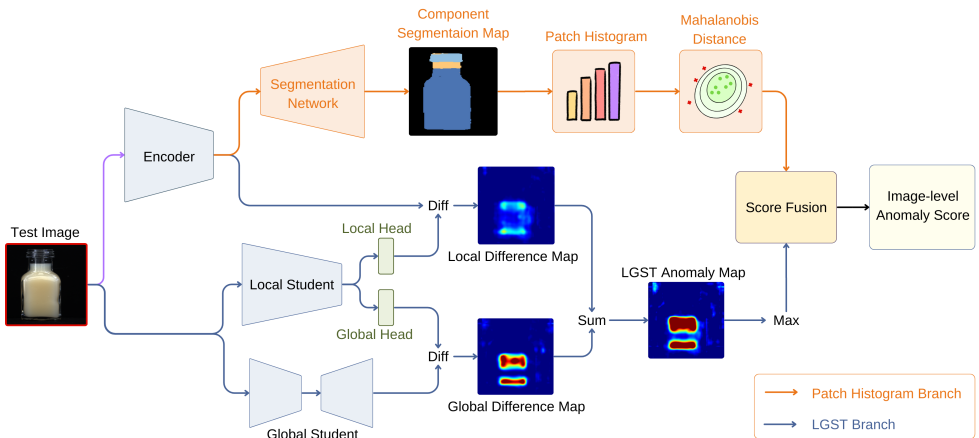 Component
Segmentaion Map
Patch Histogram
Mahalanobis
Distance
Segmentation
Network
Encoder
Test Image
Diff
Local Head
Local Difference Map
Local Student
Global Head
Diff
Global Difference Map
Global Student
Sum
LGST Anomaly Map
Max
Score Fusion
Image-level
Anomaly Score
Patch Histogram Branch
LGST Branch